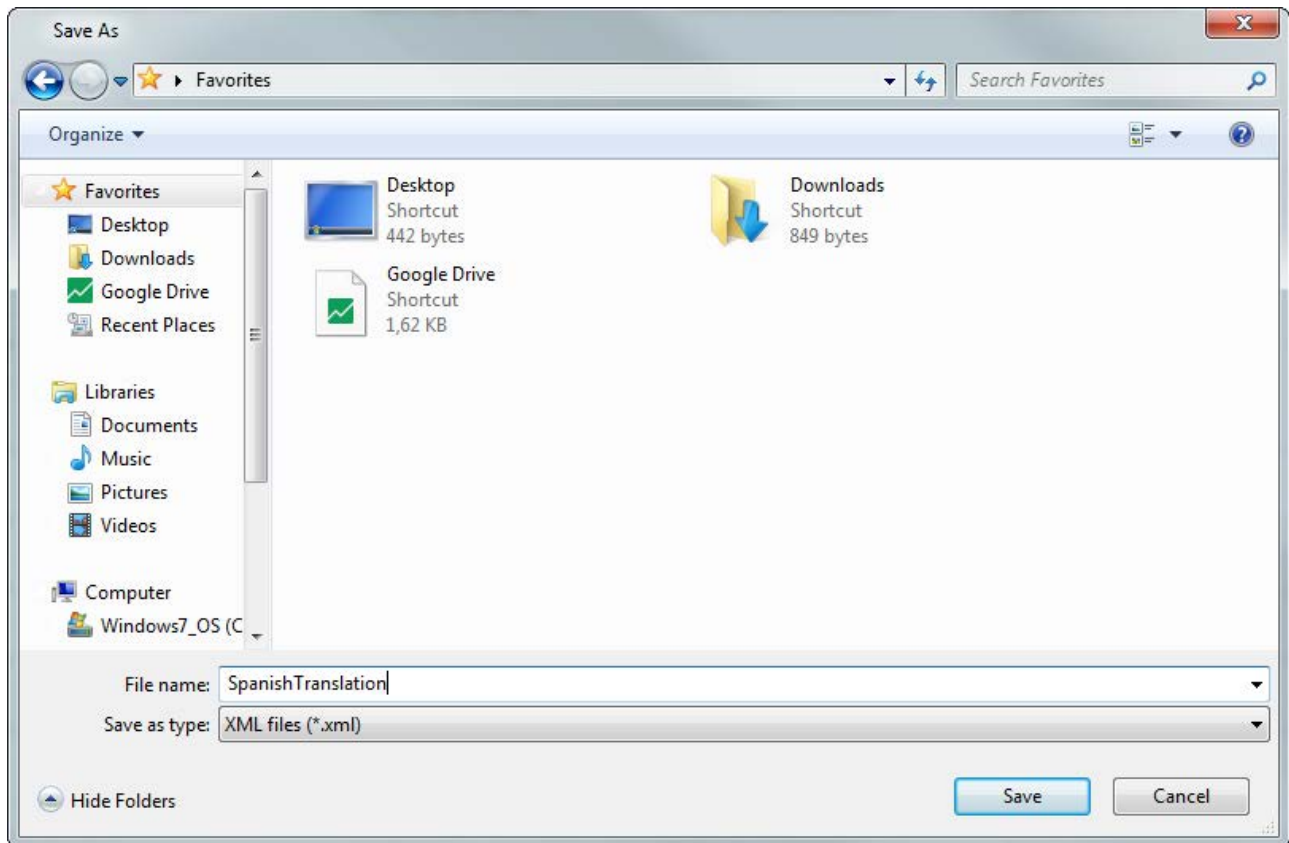 Save As
Favorites
Search Favorites
Organize
Favorites
Desktop
Downloads
Google Drive
Recent Places
Libraries
Documents
Music
Pictures
Videos
Computer
Windows7_OS (C
Desktop
Shortcut
442 bytes
Downloads
Shortcut
849 bytes
Google Drive
Shortcut
1,62 KB
File name: SpanishTranslation
Save as type: XML files (*.xml)
Hide Folders
Save
Cancel